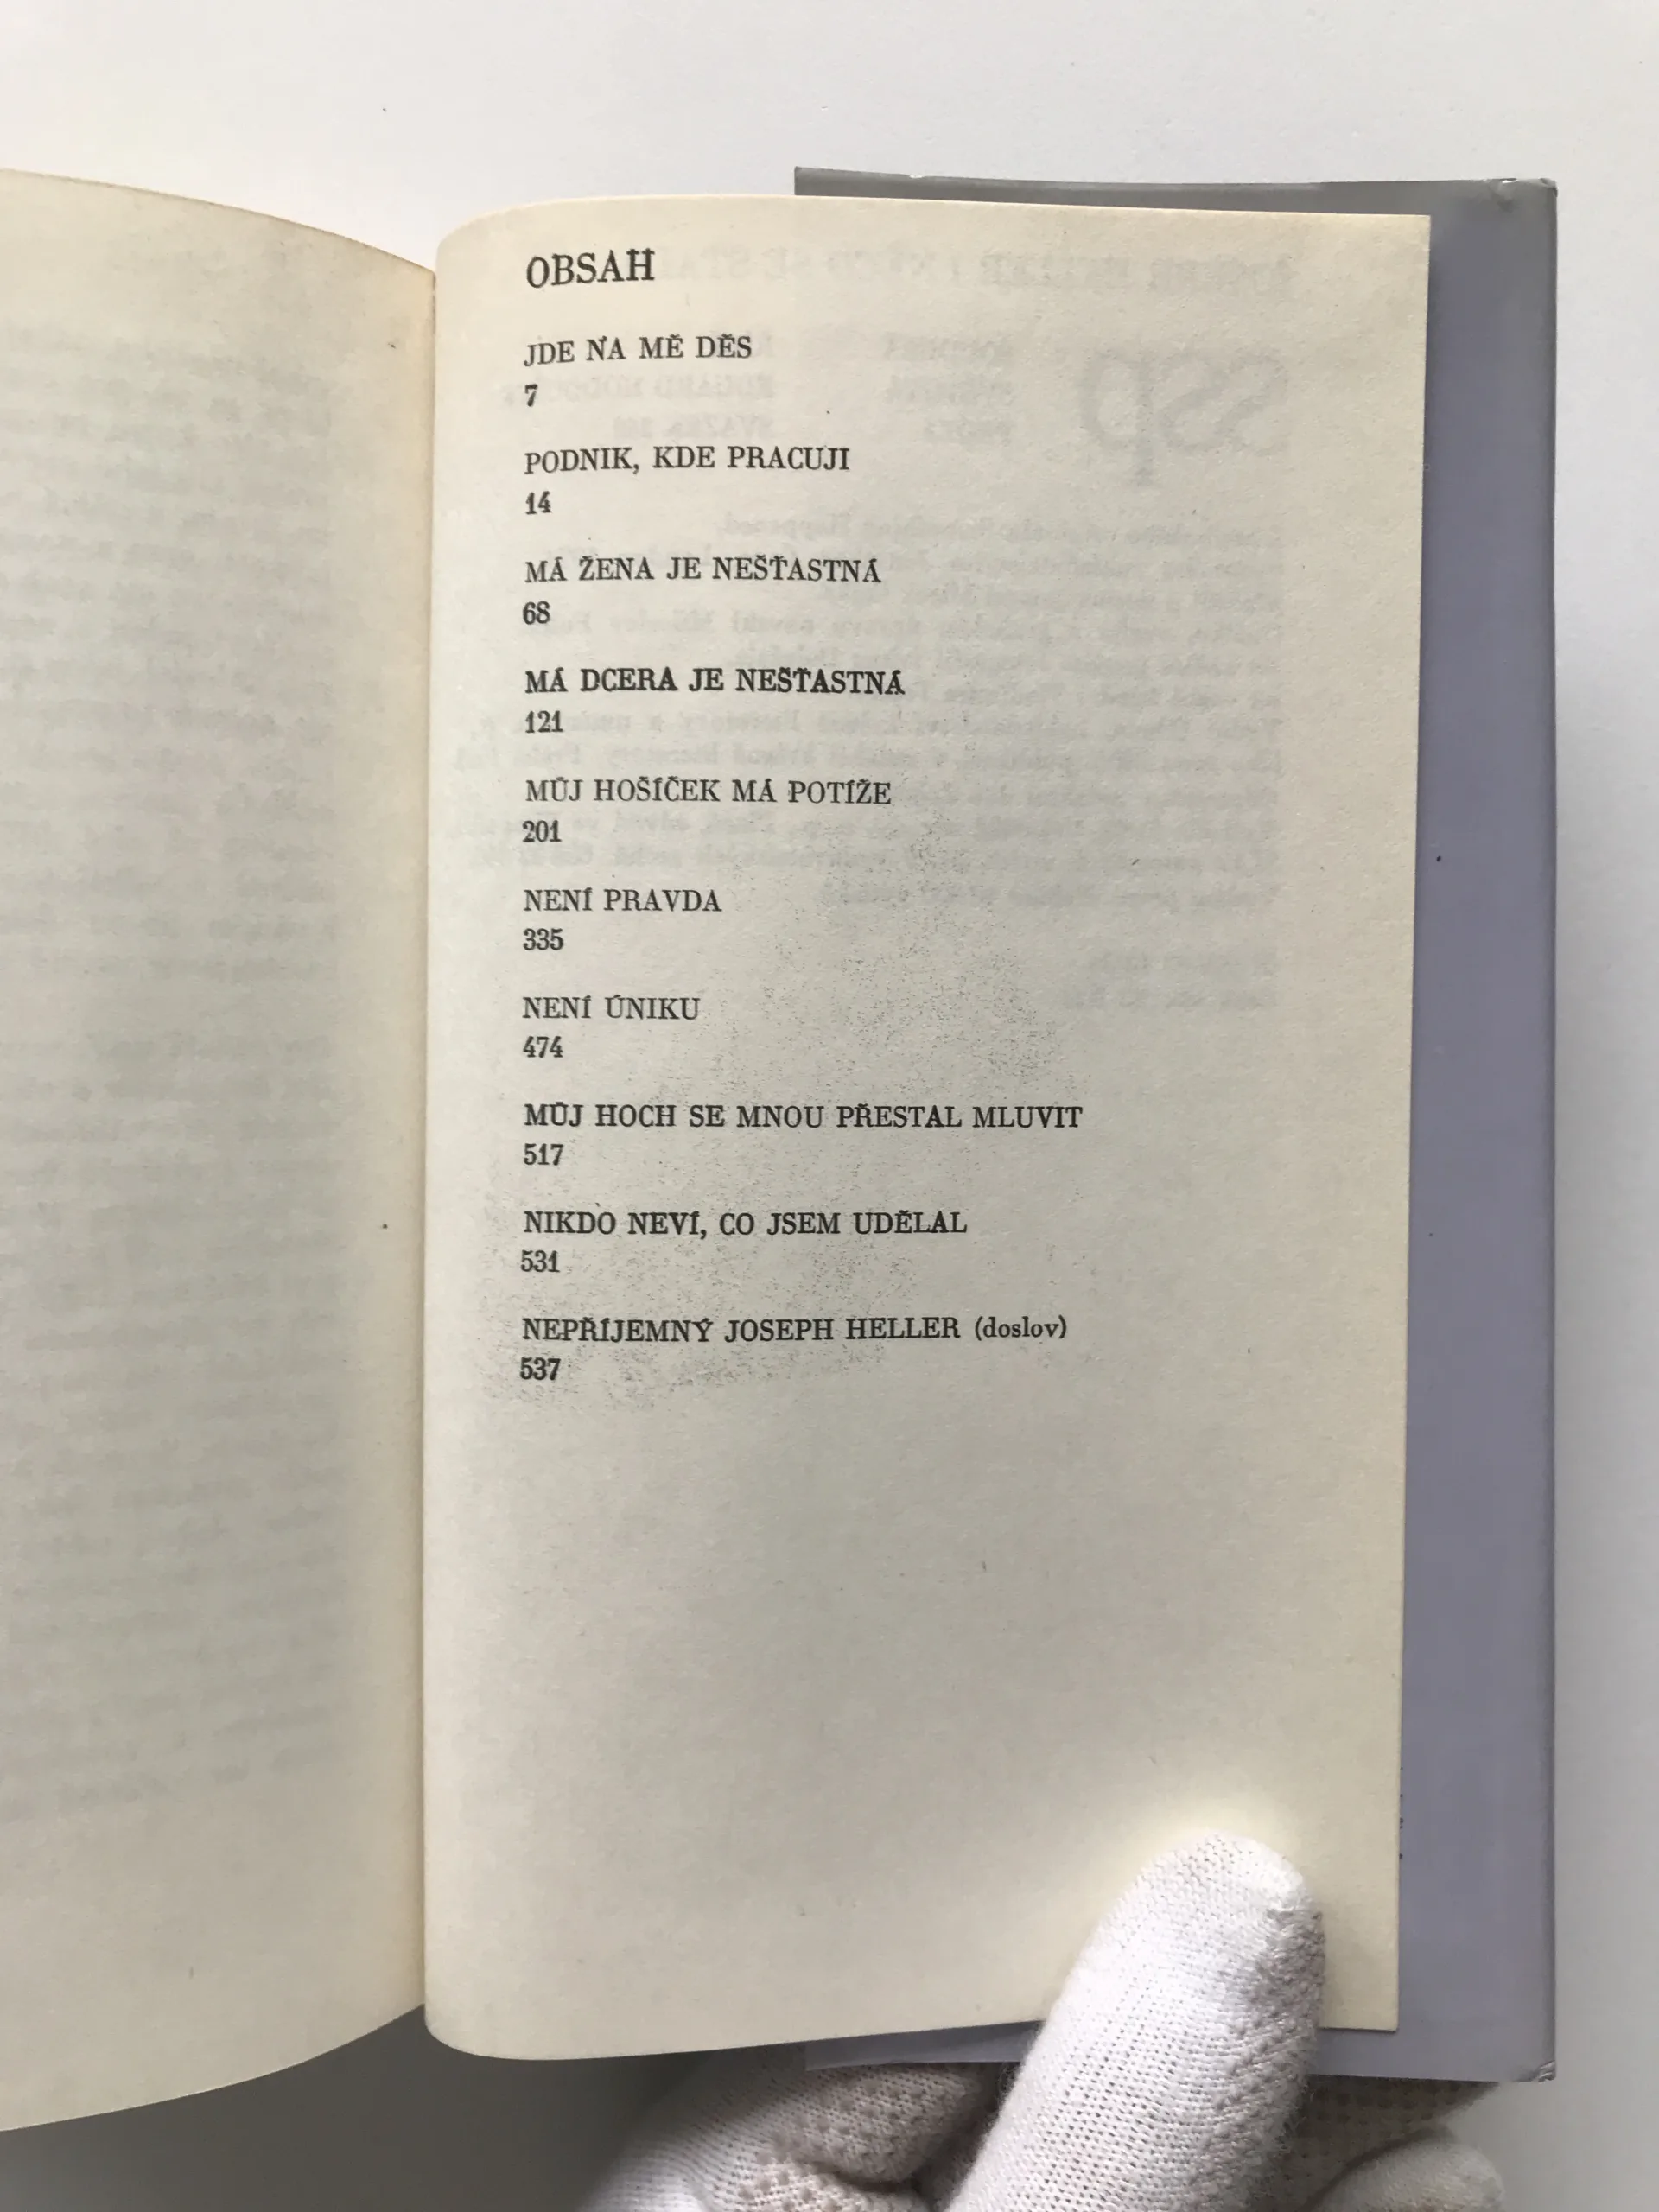 OBSAH
JDE NA MĚ DĚS
7
PODNIK, KDE PRACUJI
14
MÁ ŽENA JE NEŠŤASTNÁ
68
MÁ DCERA JE NEŠŤASTNÁ
121
MŮJ HOŠÍČEK MÁ POTÍŽE
201
NENÍ PRAVDA
335
NENÍ ÚNIKU
474
MŮJ HOCH SE MNOU PŘESTAL MLUVIT
517
NIKDO NEVÍ, CO JSEM UDĚLAL
531
NEPŘÍJEMNÝ JOSEPH HELLER (doslov)
537